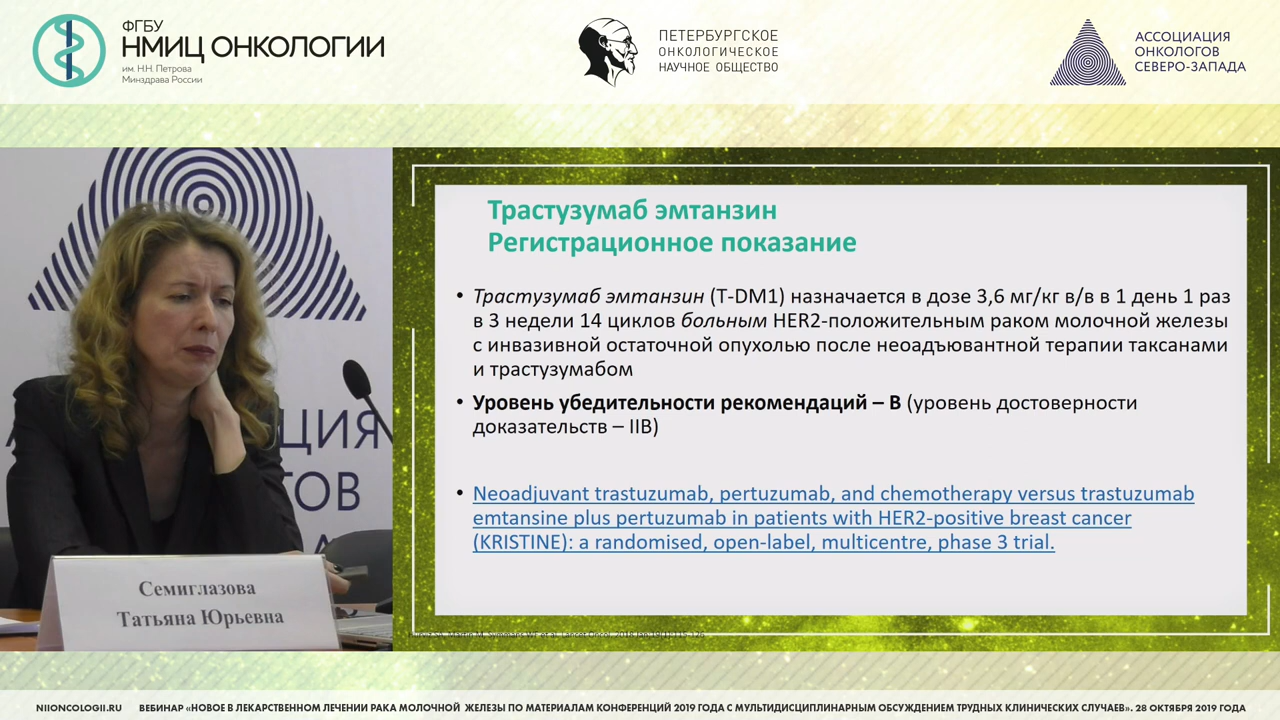 ФГБУ
НМИЦ ОНКОЛОГИИ
им. Н.Н. Петрова
Минздрава России
ПЕТЕРБУРГСКОЕ
ОНКОЛОГИЧЕСКОЕ
НАУЧНОЕ ОБЩЕСТВО
АССОЦИАЦИЯ
ОНКОЛОГОВ
СЕВЕРО-ЗАПАДА
ЦИЯ
ТОВ
Семиглазова
Татьяна Юрьевна
Трастузумаб эмтанзин
Регистрационное показание
• Трастузумаб эмтанзин (T-DM1) назначается в дозе 3,6 мг/кг в/в в 1 день 1 раз
в 3 недели 14 циклов больным HER2-положительным раком молочной железы
с инвазивной остаточной опухолью после неоадъювантной терапии таксанами
и трастузумабом
• Уровень убедительности рекомендаций – В (уровень достоверности
доказательств – IIB)
• Neoadjuvant trastuzumab, pertuzumab, and chemotherapy versus trastuzumab
emtansine plus pertuzumab in patients with HER2-positive breast cancer
(KRISTINE): a randomised, open-label, multicentre, phase 3 trial.
NIIONCOLOGII.RU ВЕБИНАР «НОВОЕ В ЛЕКАРСТВЕННОМ ЛЕЧЕНИИ РАКА МОЛОЧНОЙ ЖЕЛЕЗЫ ПО МАТЕРИАЛАМ КОНФЕРЕНЦИЙ 2019 ГОДА С МУЛЬТИДИСЦИПЛИНАРНЫМ ОБСУЖДЕНИЕМ ТРУДНЫХ КЛИНИЧЕСКИХ СЛУЧАЕВ». 28 ОКТЯБРЯ 2019 ГОДА